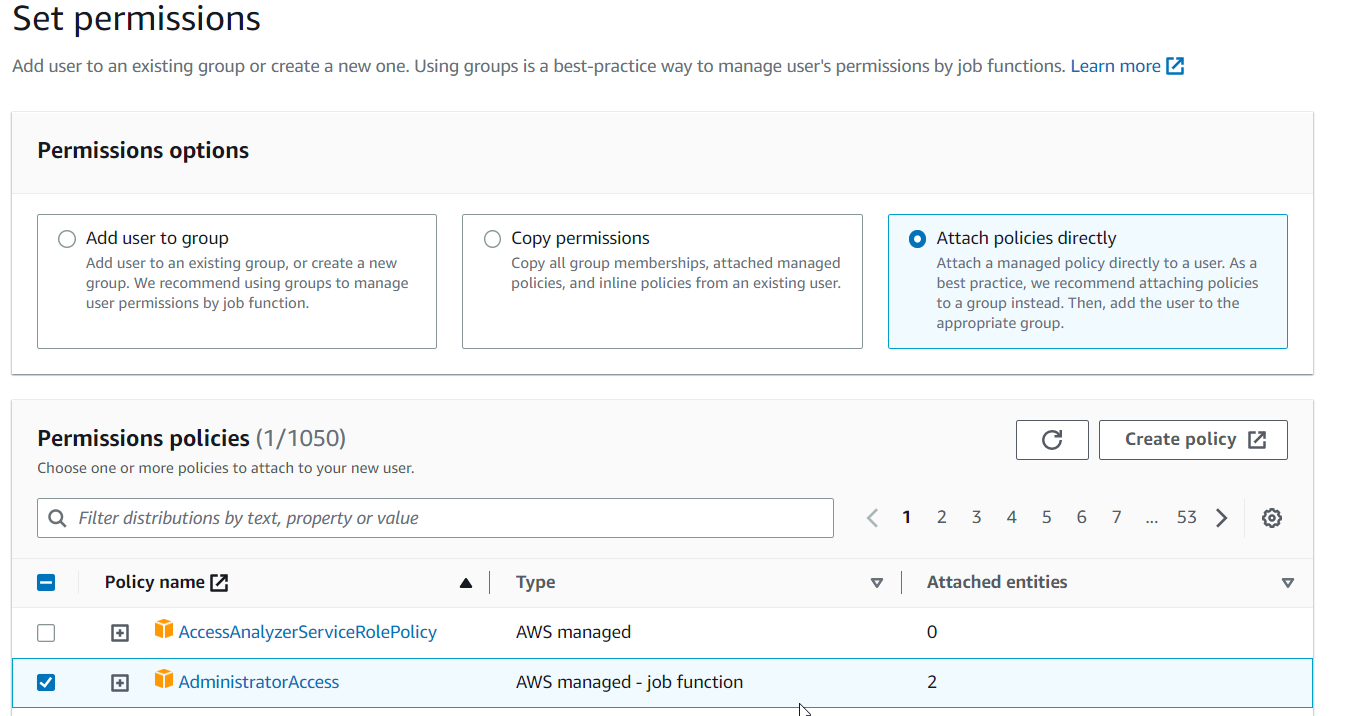 Set permissions
Add user to an existing group or create a new one. Using groups is a best-practice way to manage user's permissions by job functions. Learn more
Permissions options
Add user to group
Add user to an existing group, or create a new
group. We recommend using groups to manage
user permissions by job function.
Copy permissions
Copy all group memberships, attached managed
policies, and inline policies from an existing user.
Attach policies directly
Attach a managed policy directly to a user. As a
best practice, we recommend attaching policies
to a group instead. Then, add the user to the
appropriate group.
Permissions policies (1/1050)
Choose one or more policies to attach to your new user.
Create policy
Filter distributions by text, property or value
1 2 3 4 5 6 7 ... 53
Policy name Type Attached entities
AccessAnalyzerServiceRolePolicy AWS managed 0
AdministratorAccess AWS managed - job function 2